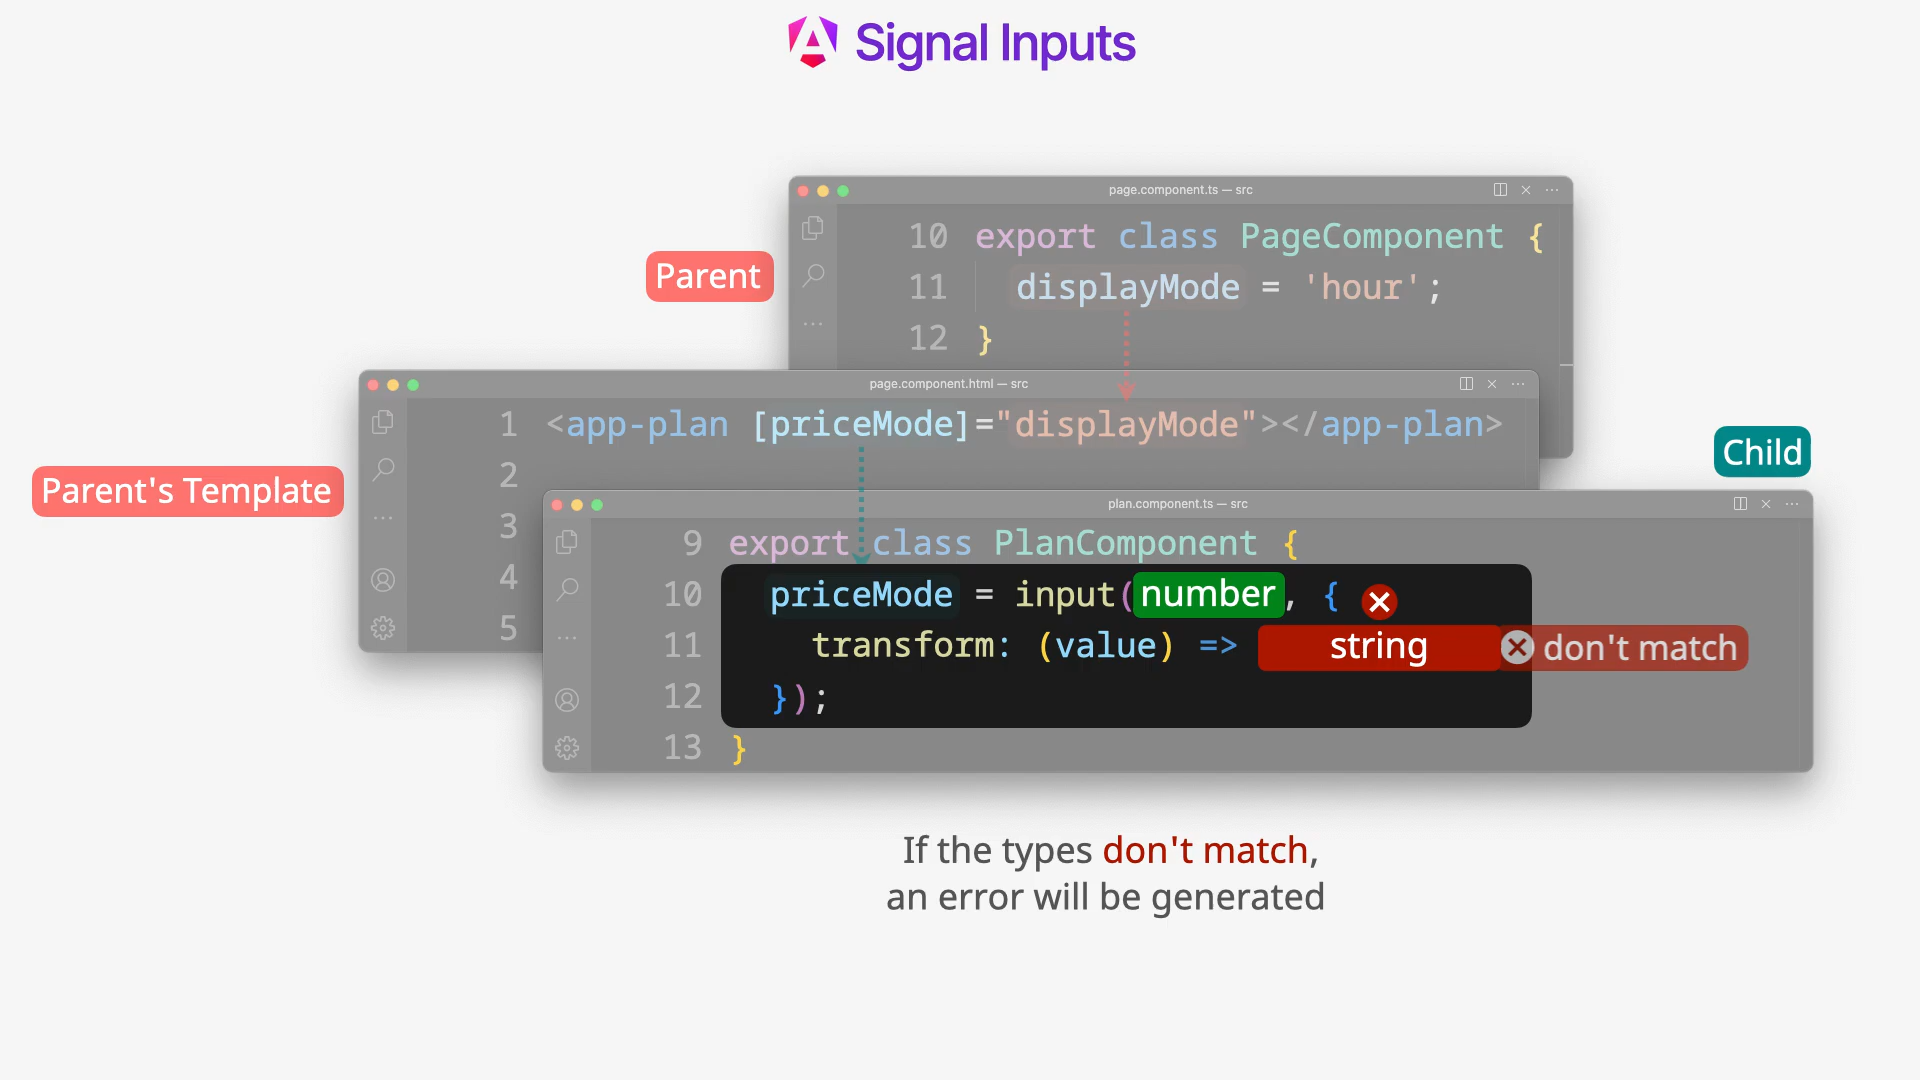 Signal Inputs
page.component.ts — src
Parent
10 export class PageComponent {
11 displayMode = 'hour';
12 }
page.component.html — src
Parent's Template
1 <app-plan [priceMode]="displayMode"></app-plan>
2
3
4
5
Child
plan.component.ts — src
9 export class PlanComponent {
10 priceMode = input(number, {
11 transform: (value) => string don't match
12 });
13 }
If the types don't match,
an error will be generated